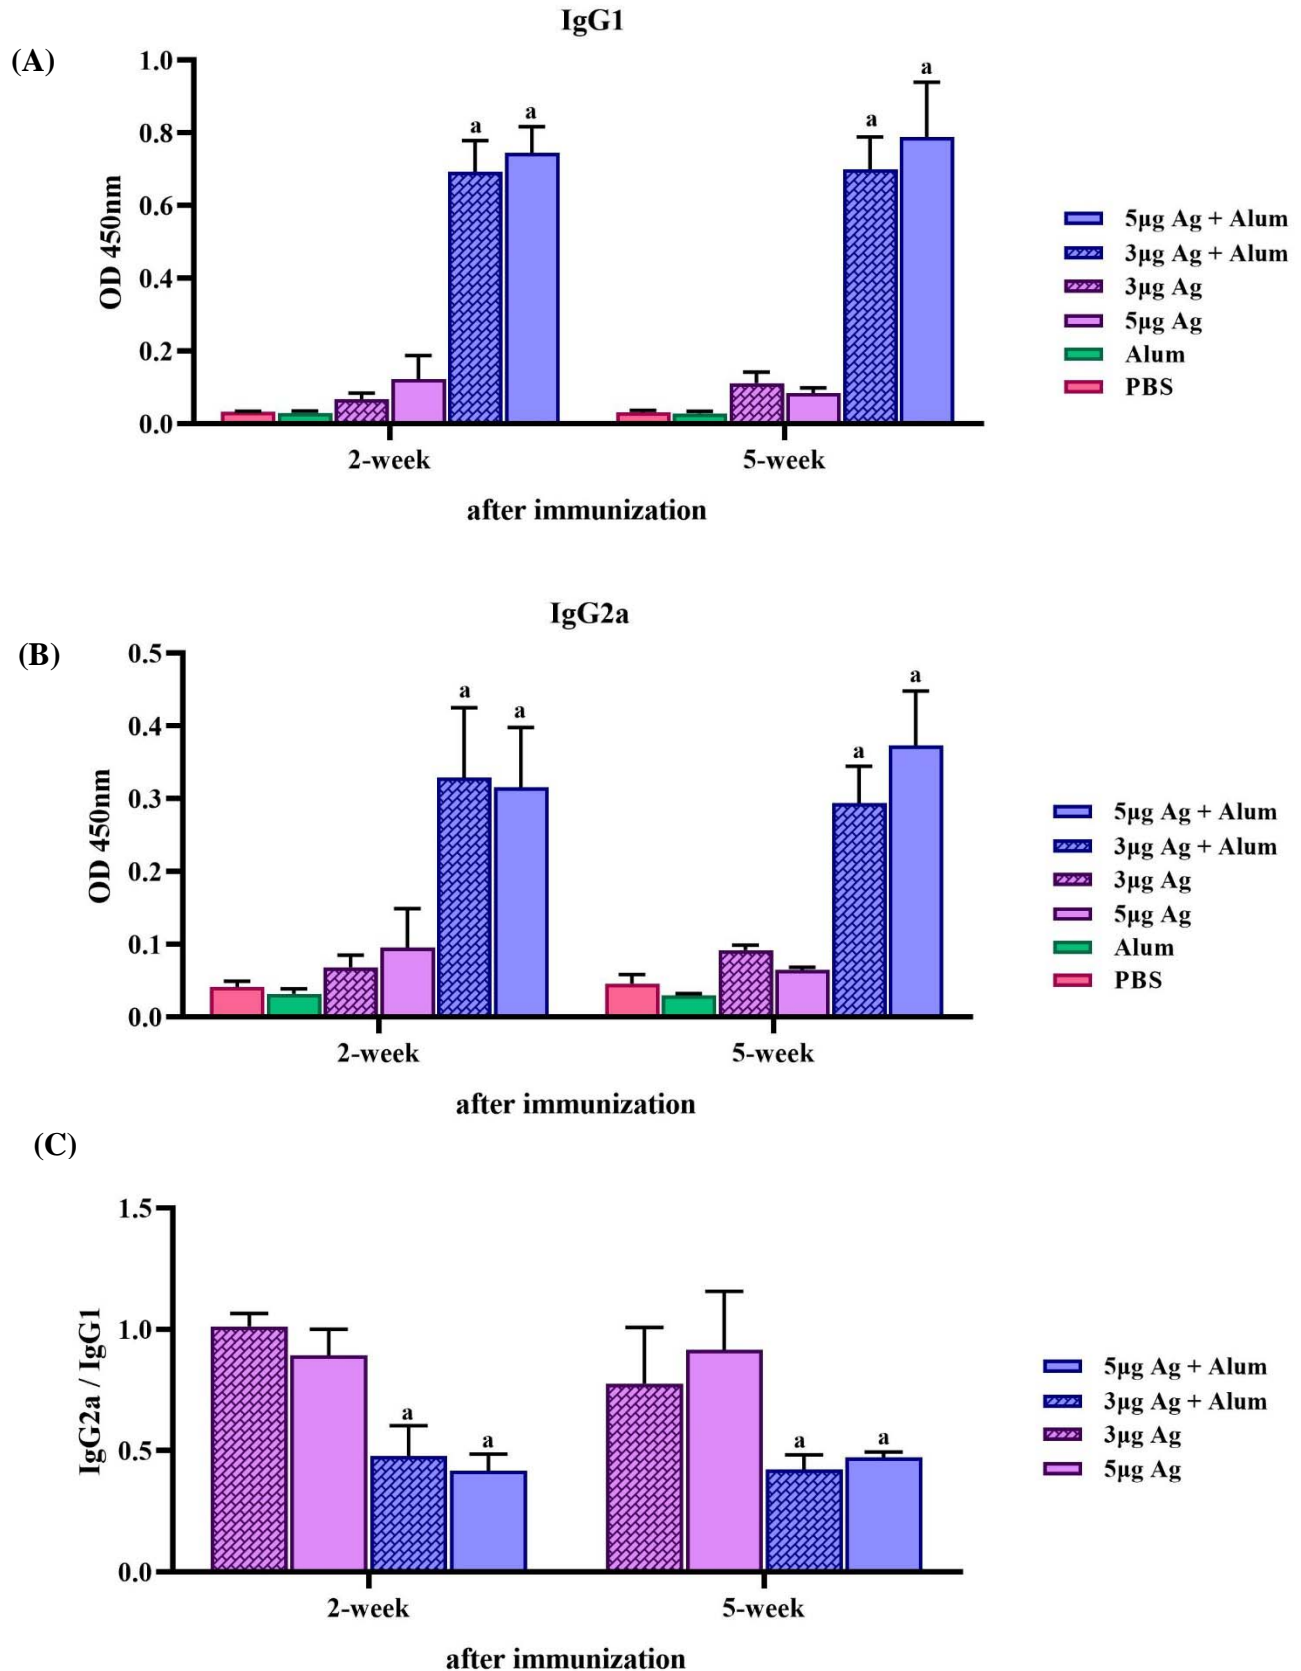 IgG1
(A)
1.0
0.8
0.6
0.4
0.2
0.0
OD 450nm
a
a
a
a
2-week
5-week
after immunization
5µg Ag + Alum
3µg Ag + Alum
3µg Ag
5µg Ag
Alum
PBS
IgG2a
(B)
0.5
0.4
0.3
0.2
0.1
0.0
OD 450nm
a
a
a
a
2-week
5-week
after immunization
5µg Ag + Alum
3µg Ag + Alum
3µg Ag
5µg Ag
Alum
PBS
(C)
1.5
1.0
0.5
0.0
IgG2a / IgG1
a
a
a
a
2-week
5-week
after immunization
5µg Ag + Alum
3µg Ag + Alum
3µg Ag
5µg Ag